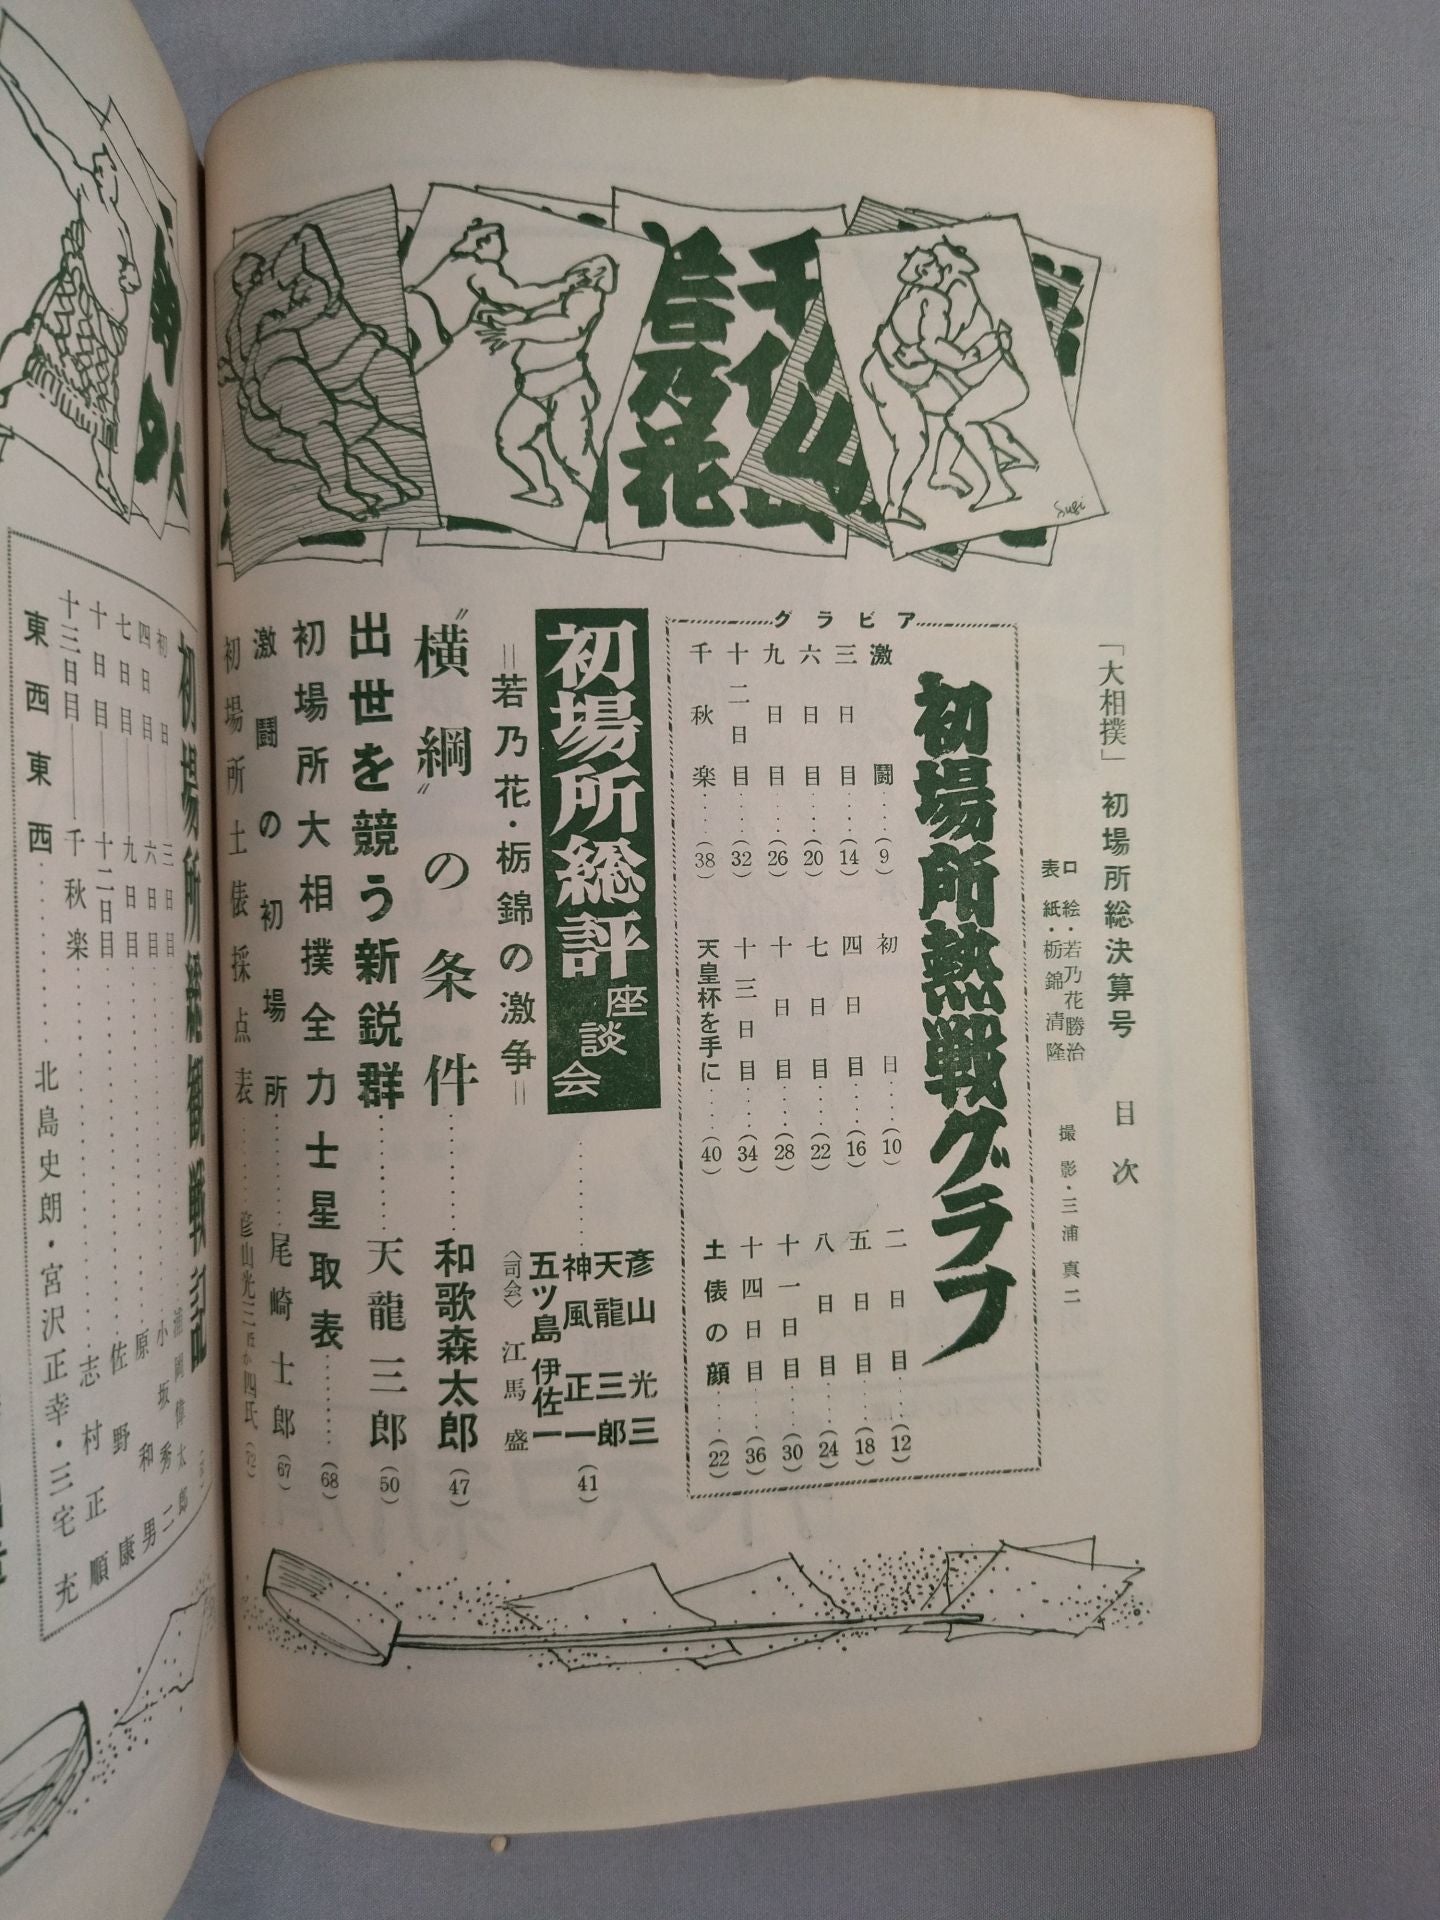 「大相撲」初場所総決算号 目次
口絵・若乃花勝治
表紙・栃錦清隆
撮影・三浦真二
初場所熱戦グラフ
グラビア
激闘……(9)
初日……(10)
二日目……(12)
三日目……(14)
四日目……(16)
五日目……(18)
六日目……(20)
七日目……(22)
八日目……(24)
九日目……(26)
十日目……(28)
十一日目……(30)
十二日目……(32)
十三日目……(34)
十四日目……(36)
千秋楽……(38)
天皇杯を手に……(40)
土俵の顔……(22)
初場所総評 座談会……(41)
彦山光三
天龍三郎
神風正一
五ツ島伊佐一
〈司会〉江馬盛
=若乃花・栃錦の激争=
"横綱"の条件……和歌森太郎(47)
出世を競う新鋭群……天龍三郎(50)
初場所大相撲全力士星取表……(68)
激闘の初場所……尾崎士郎(67)
初場所土俵採点表……彦山光三ほか四氏(72)
若乃花
Sugi
初場所総観戦記
初日――三日目
四日目――六日目
七日目――九日目
十日目――十二日目
十三日目――千秋楽
小坂秀二
原和男
佐野康
志村正順
東西東西……北島史朗・宮沢正幸・三宅充